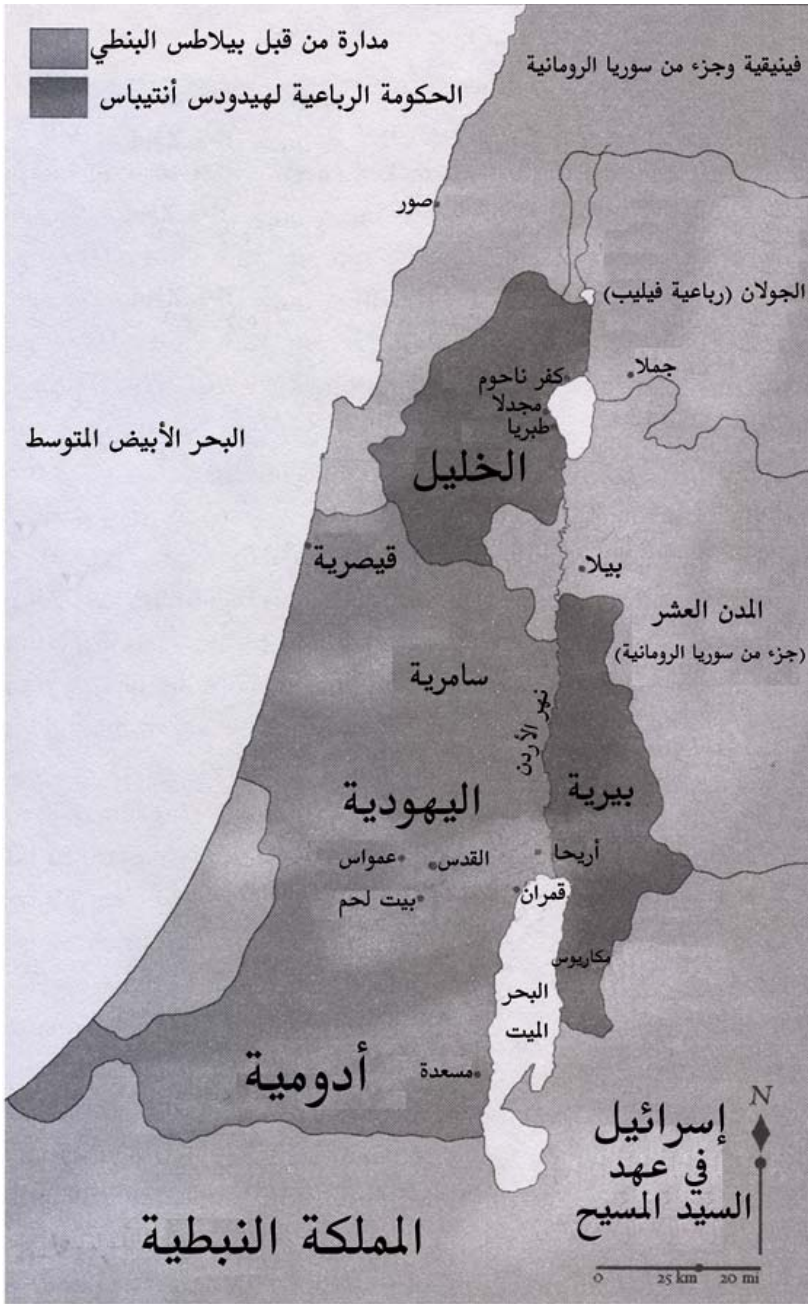 مدارة من قبل بيلاطس البنطي
الحكومة الرباعية لهيدودس أنتيباس
فينيقية وجزء من سوريا الرومانية
صور
الجولان (رباعية فيليب)
جملا
كفر ناحوم
مجدلا
طبريا
البحر الأبيض المتوسط
الخليل
قيصرية
بيلا
المدن العشر
(جزء من سوريا الرومانية)
سامرية
نهر الأردن
بيرية
اليهودية
أريحا
القدس
عمواس
قمران
بيت لحم
مكاريوس
البحر
الميت
مسعدة
أدومية
N
إسرائيل
في عهد
السيد المسيح
المملكة النبطية
0 25 km 20 mi